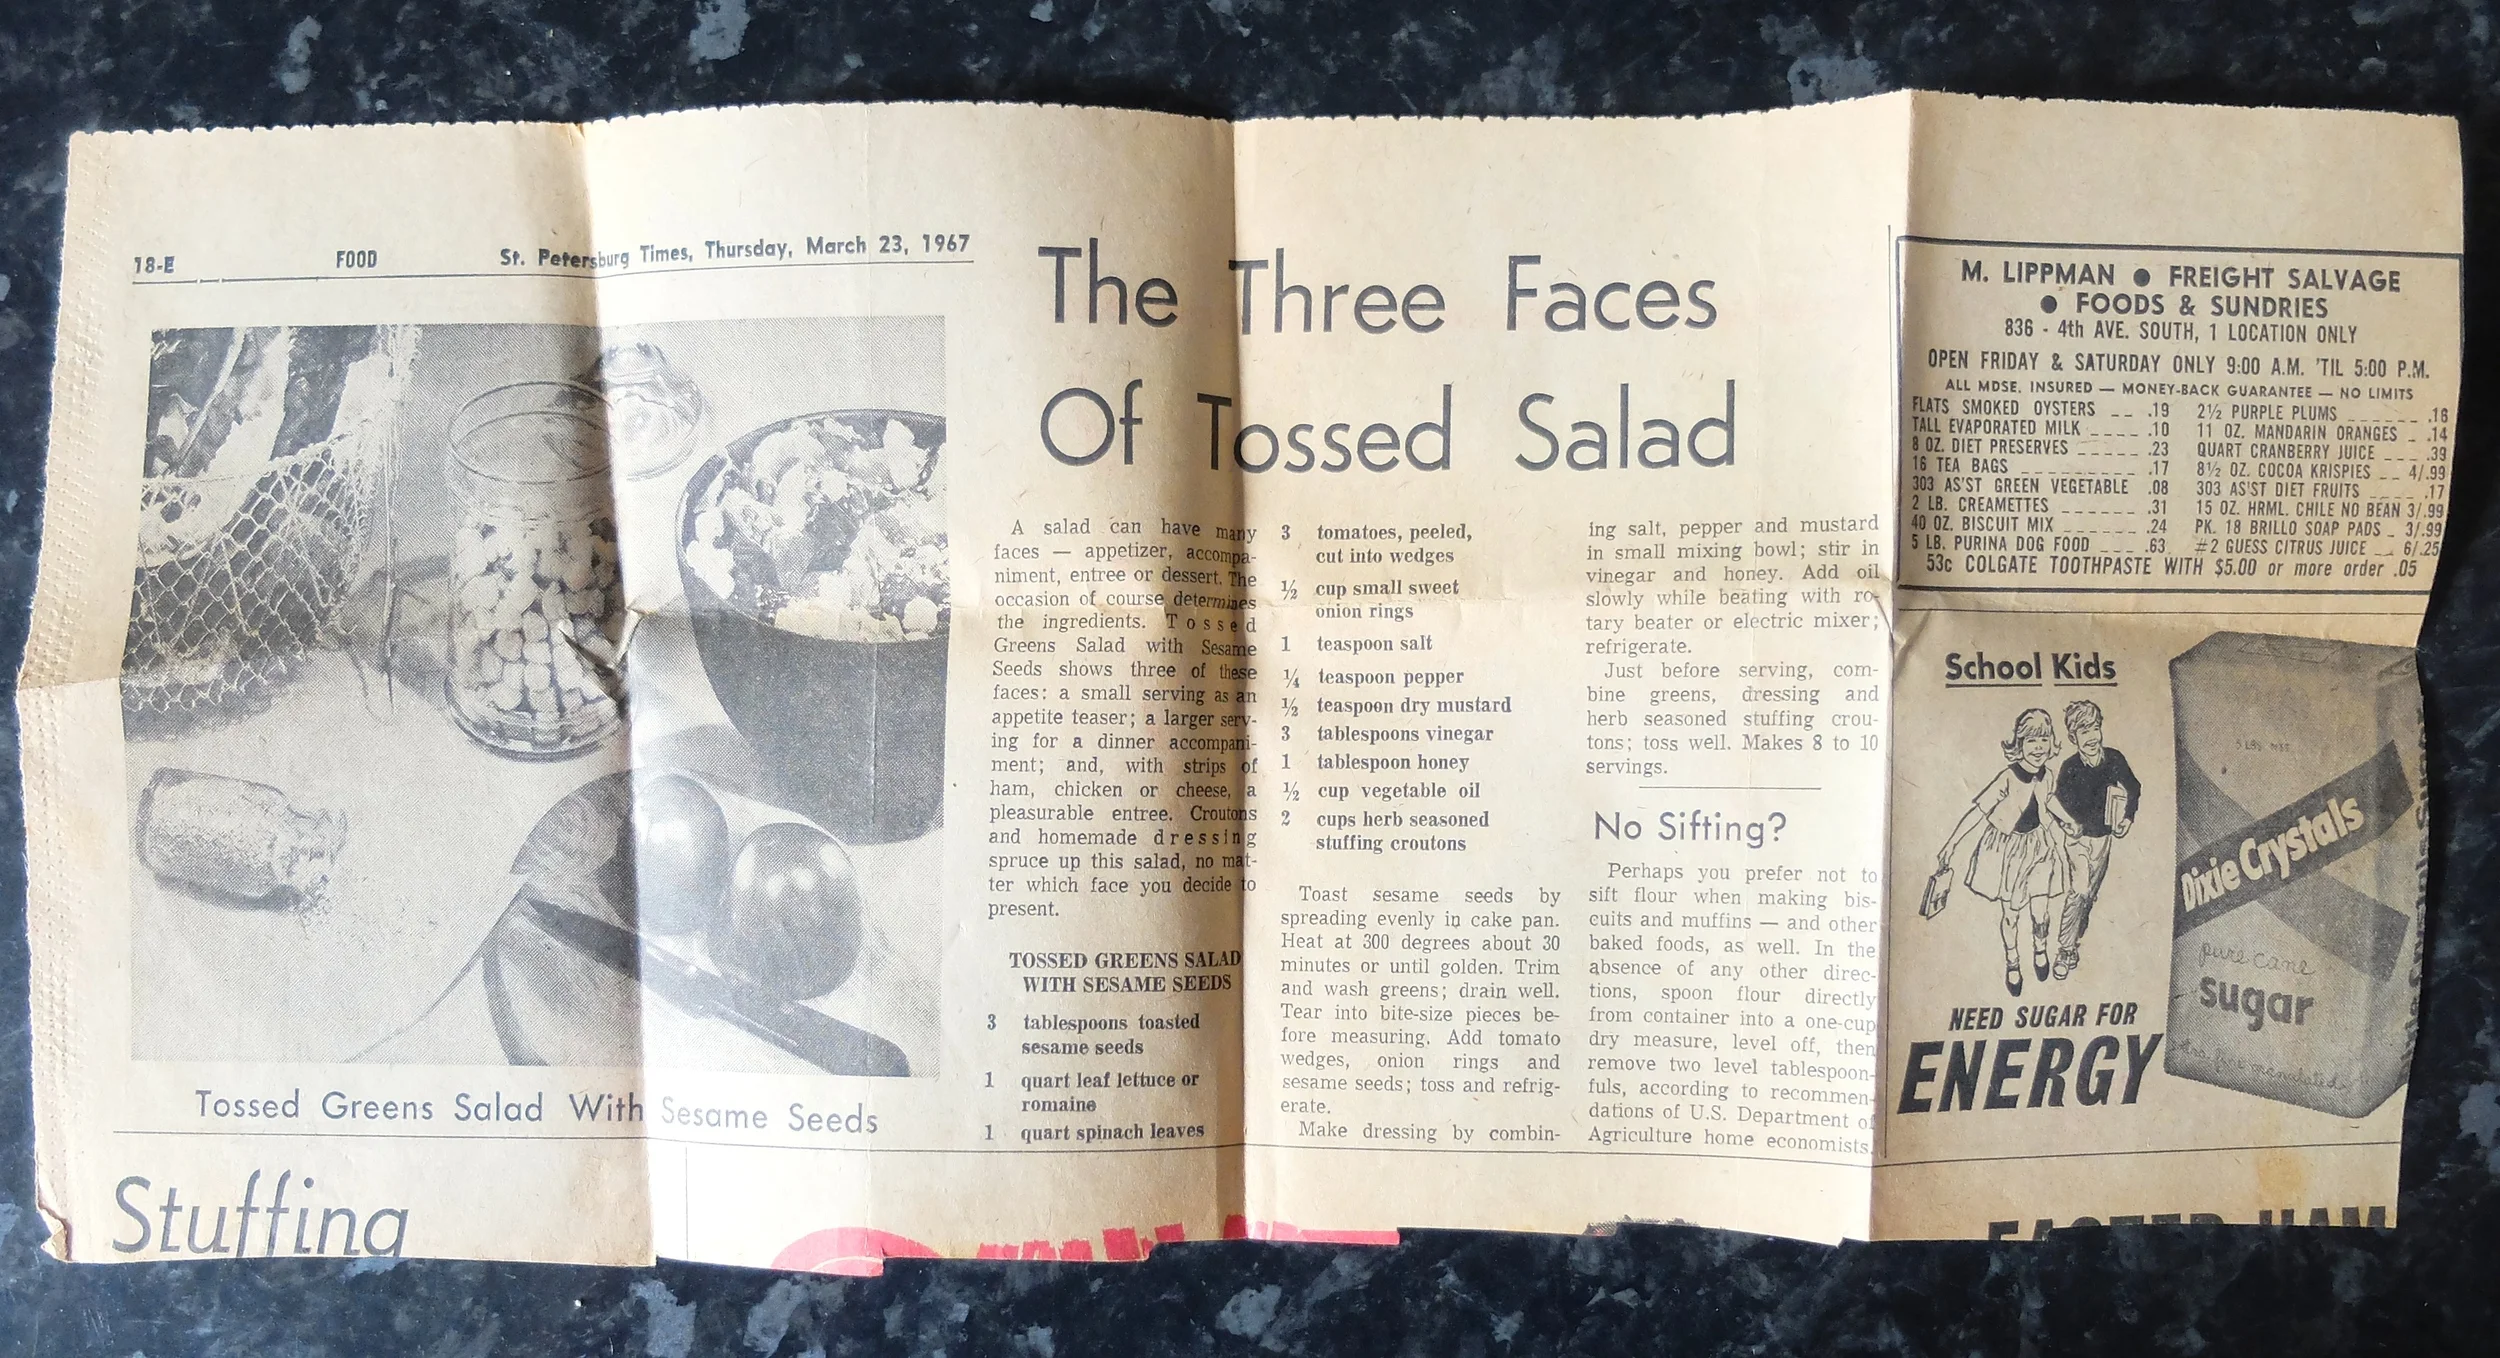 18-E FOOD St. Petersburg Times, Thursday, March 23, 1967
Tossed Greens Salad With Sesame Seeds
Stuffing
The Three Faces
Of Tossed Salad
A salad can have many
faces — appetizer, accompa-
niment, entree or dessert. The
occasion of course determines
the ingredients. Tossed
Greens Salad with Sesame
Seeds shows three of these
faces: a small serving as an
appetite teaser; a larger serv-
ing for a dinner accompani-
ment; and, with strips of
ham, chicken or cheese, a
pleasurable entree. Croutons
and homemade dressing
spruce up this salad, no mat-
ter which face you decide to
present.
TOSSED GREENS SALAD
WITH SESAME SEEDS
3 tablespoons toasted
sesame seeds
1 quart leaf lettuce or
romaine
1 quart spinach leaves
3 tomatoes, peeled,
cut into wedges
½ cup small sweet
onion rings
1 teaspoon salt
¼ teaspoon pepper
½ teaspoon dry mustard
3 tablespoons vinegar
1 tablespoon honey
½ cup vegetable oil
2 cups herb seasoned
stuffing croutons
Toast sesame seeds by
spreading evenly in cake pan.
Heat at 300 degrees about 30
minutes or until golden. Trim
and wash greens; drain well.
Tear into bite-size pieces be-
fore measuring. Add tomato
wedges, onion rings and
sesame seeds; toss and refrig-
erate.
Make dressing by combin-
ing salt, pepper and mustard
in small mixing bowl; stir in
vinegar and honey. Add oil
slowly while beating with ro-
tary beater or electric mixer;
refrigerate.
Just before serving, com-
bine greens, dressing and
herb seasoned stuffing crou-
tons; toss well. Makes 8 to 10
servings.
No Sifting?
Perhaps you prefer not to
sift flour when making bis-
cuits and muffins — and other
baked foods, as well. In the
absence of any other direc-
tions, spoon flour directly
from container into a one-cup
dry measure, level off, then
remove two level tablespoon-
fuls, according to recommen-
dations of U.S. Department of
Agriculture home economists.
M. LIPPMAN ● FREIGHT SALVAGE
● FOODS & SUNDRIES
836 - 4th AVE. SOUTH, 1 LOCATION ONLY
OPEN FRIDAY & SATURDAY ONLY 9:00 A.M. 'TIL 5:00 P.M.
ALL MDSE. INSURED — MONEY-BACK GUARANTEE — NO LIMITS
FLATS SMOKED OYSTERS .19
TALL EVAPORATED MILK .10
8 OZ. DIET PRESERVES .23
16 TEA BAGS .17
303 AS'ST GREEN VEGETABLE .08
2 LB. CREAMETTES .31
40 OZ. BISCUIT MIX .24
5 LB. PURINA DOG FOOD .63
2½ PURPLE PLUMS .16
11 OZ. MANDARIN ORANGES .14
QUART CRANBERRY JUICE .39
8½ OZ. COCOA KRISPIES 4/.99
303 AS'ST DIET FRUITS .17
15 OZ. HRML. CHILE NO BEAN 3/.99
PK. 18 BRILLO SOAP PADS 3/.99
#2 GUESS CITRUS JUICE 6/.25
53c COLGATE TOOTHPASTE WITH $5.00 or more order .05
School Kids
NEED SUGAR FOR
ENERGY
5 LBS. NET
Dixie Crystals
pure cane
sugar